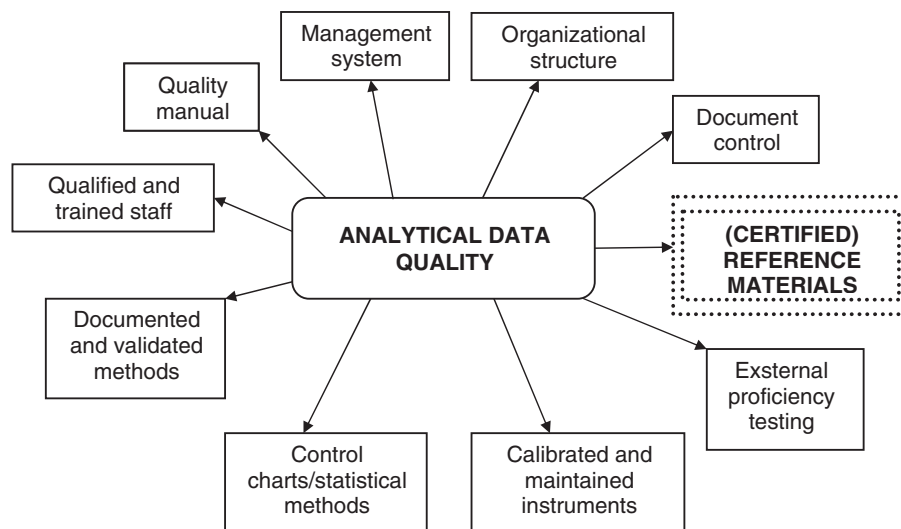 Management
system
Organizational
structure
Quality
manual
Document
control
Qualified and
trained staff
ANALYTICAL DATA
QUALITY
(CERTIFIED)
REFERENCE
MATERIALS
Documented
and validated
methods
Exsternal
proficiency
testing
Control
charts/statistical
methods
Calibrated and
maintained
instruments